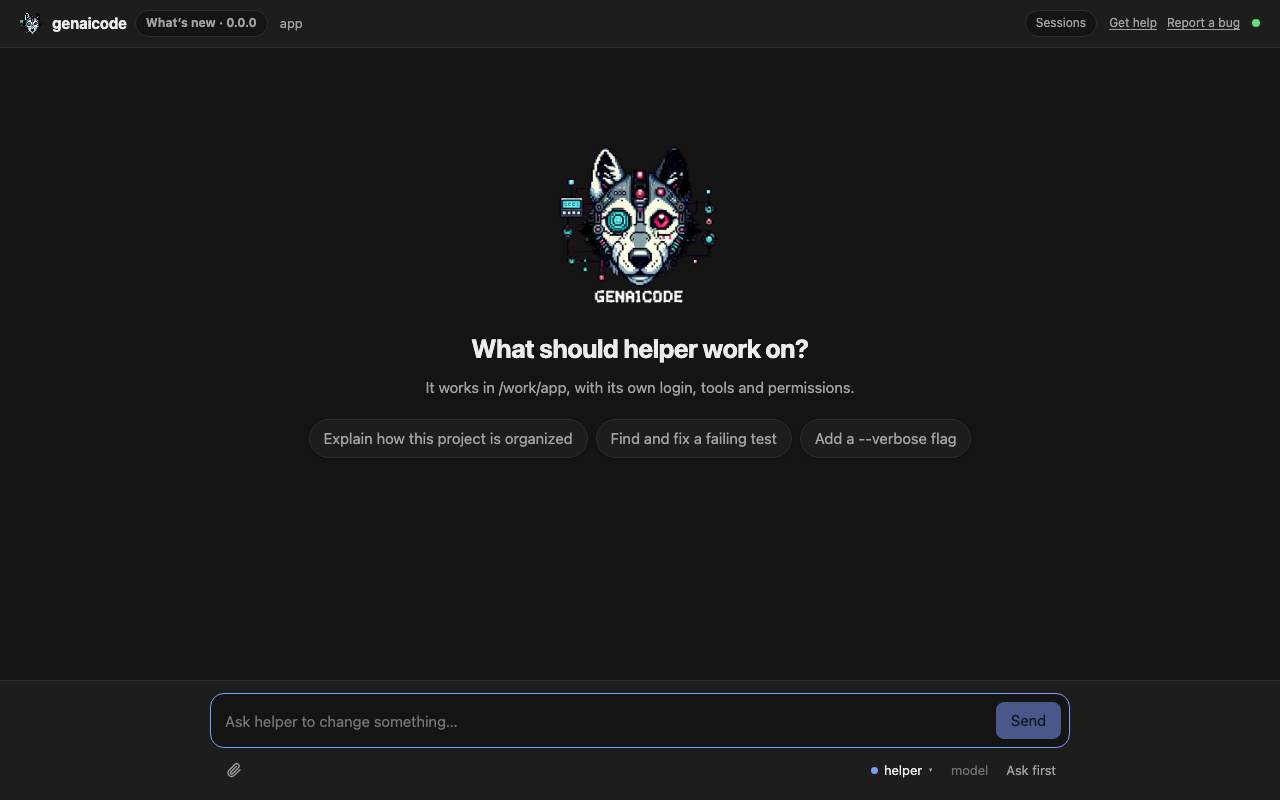 genaicode
What's new · 0.0.0
app
Sessions
Get help
Report a bug
GENA1CODE
What should helper work on?
It works in /work/app, with its own login, tools and permissions.
Explain how this project is organized
Find and fix a failing test
Add a --verbose flag
Ask helper to change something...
Send
helper
model
Ask first